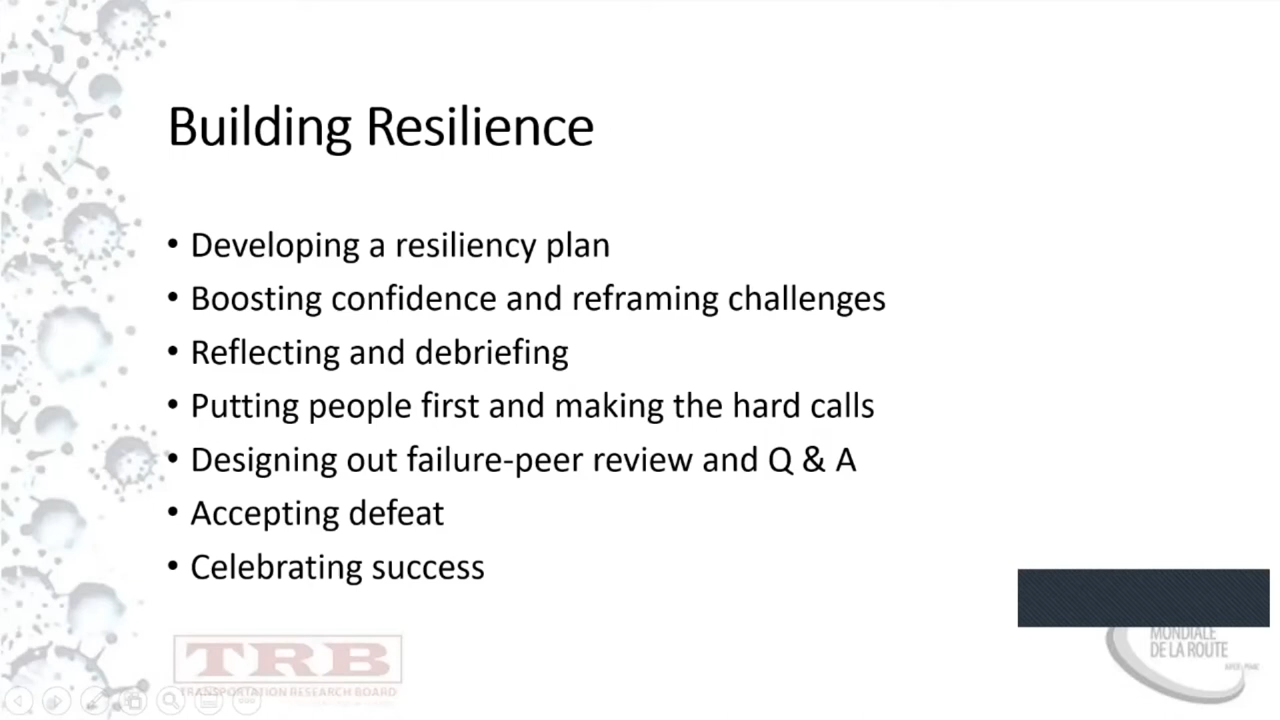 Building Resilience
• Developing a resiliency plan
• Boosting confidence and reframing challenges
• Reflecting and debriefing
• Putting people first and making the hard calls
• Designing out failure-peer review and Q & A
• Accepting defeat
• Celebrating success
TRB
TRANSPORTATION RESEARCH BOARD
MONDIALE
DE LA ROUTE